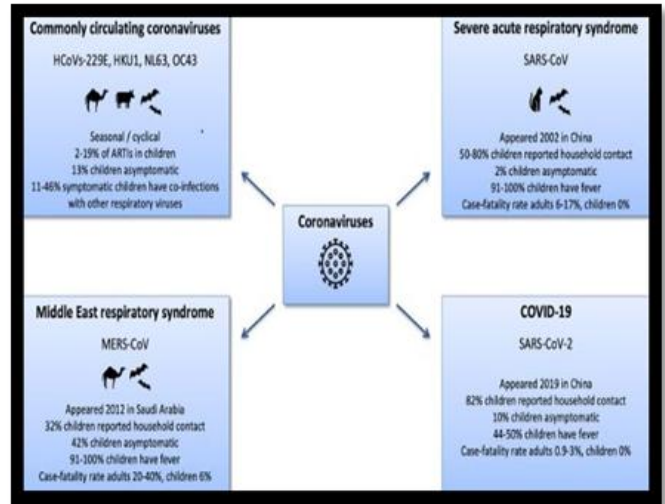 Commonly circulating coronaviruses
HCoVs-229E, HKU1, NL63, OC43
Seasonal / cyclical
2-19% of ARTIs in children
13% children asymptomatic
11-46% symptomatic children have co-infections
with other respiratory viruses
Severe acute respiratory syndrome
SARS-CoV
Appeared 2002 in China
50-80% children reported household contact
2% children asymptomatic
91-100% children have fever
Case-fatality rate adults 6-17%, children 0%
Coronaviruses
Middle East respiratory syndrome
MERS-CoV
Appeared 2012 in Saudi Arabia
32% children reported household contact
42% children asymptomatic
91-100% children have fever
Case-fatality rate adults 20-40%, children 6%
COVID-19
SARS-CoV-2
Appeared 2019 in China
82% children reported household contact
10% children asymptomatic
44-50% children have fever
Case-fatality rate adults 0.9-3%, children 0%